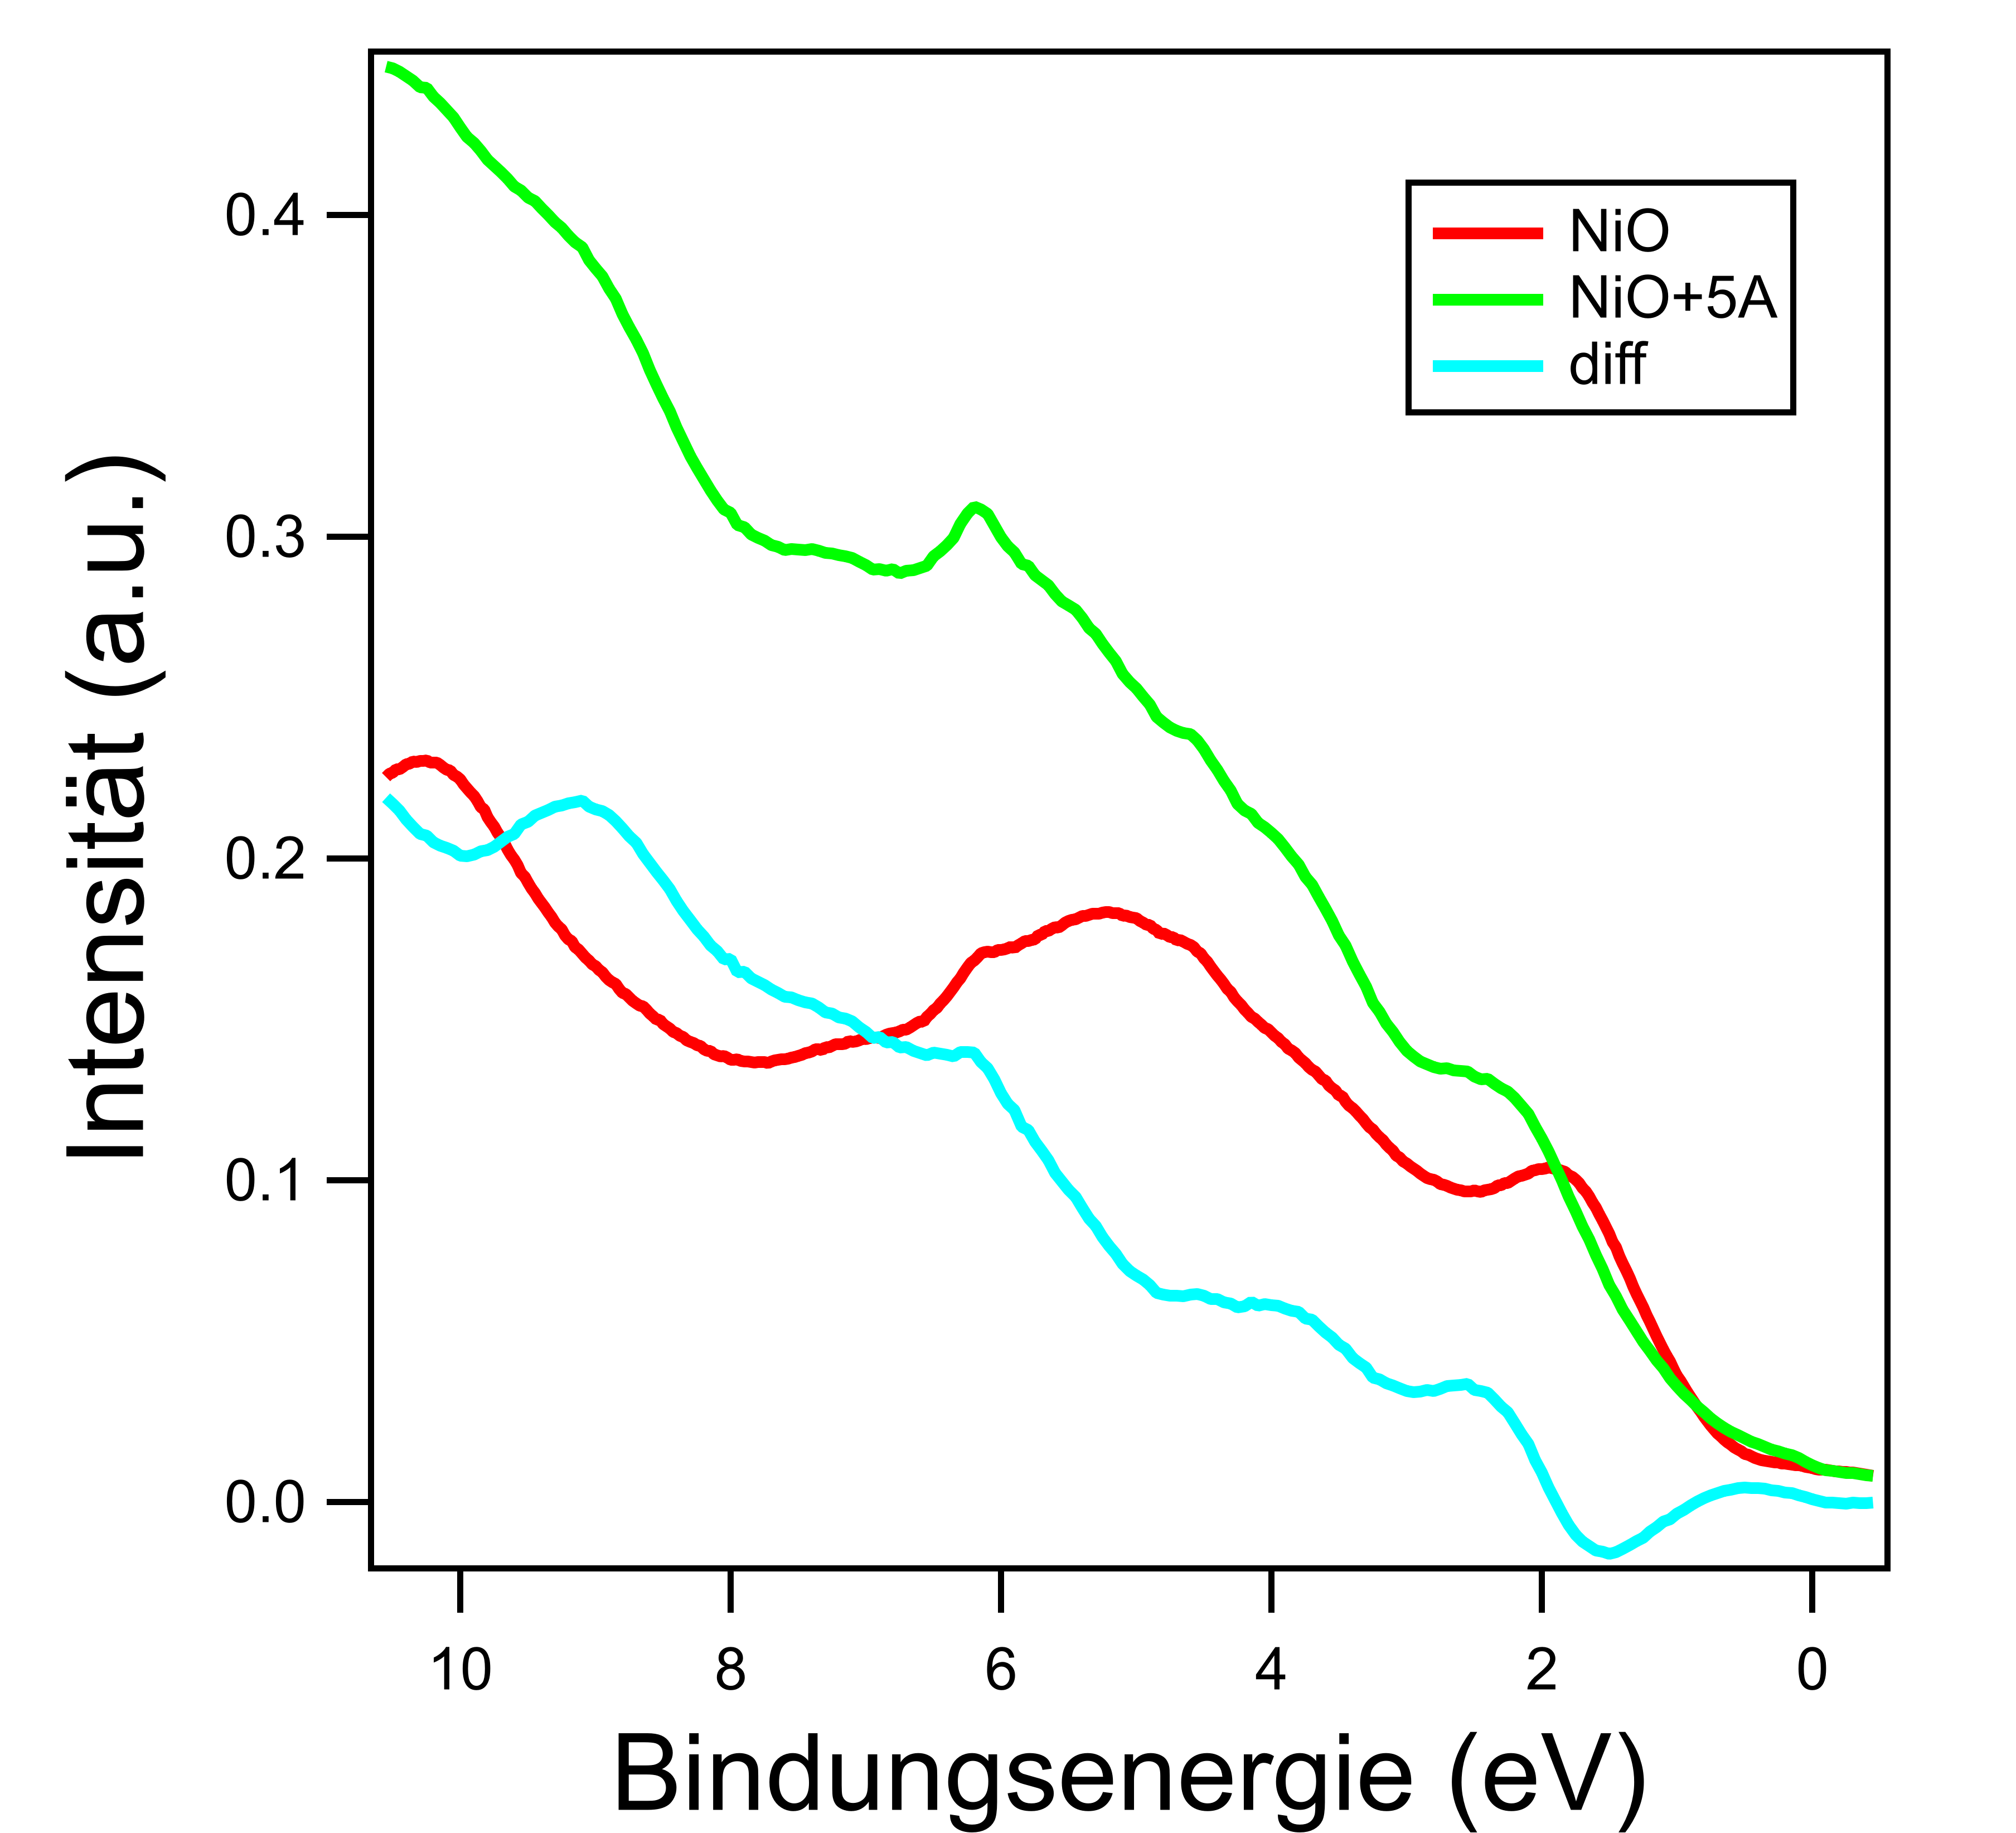 Intensität (a.u.)
0.4
0.3
0.2
0.1
0.0
NiO
NiO+5A
diff
10 8 6 4 2 0
Bindungsenergie (eV)